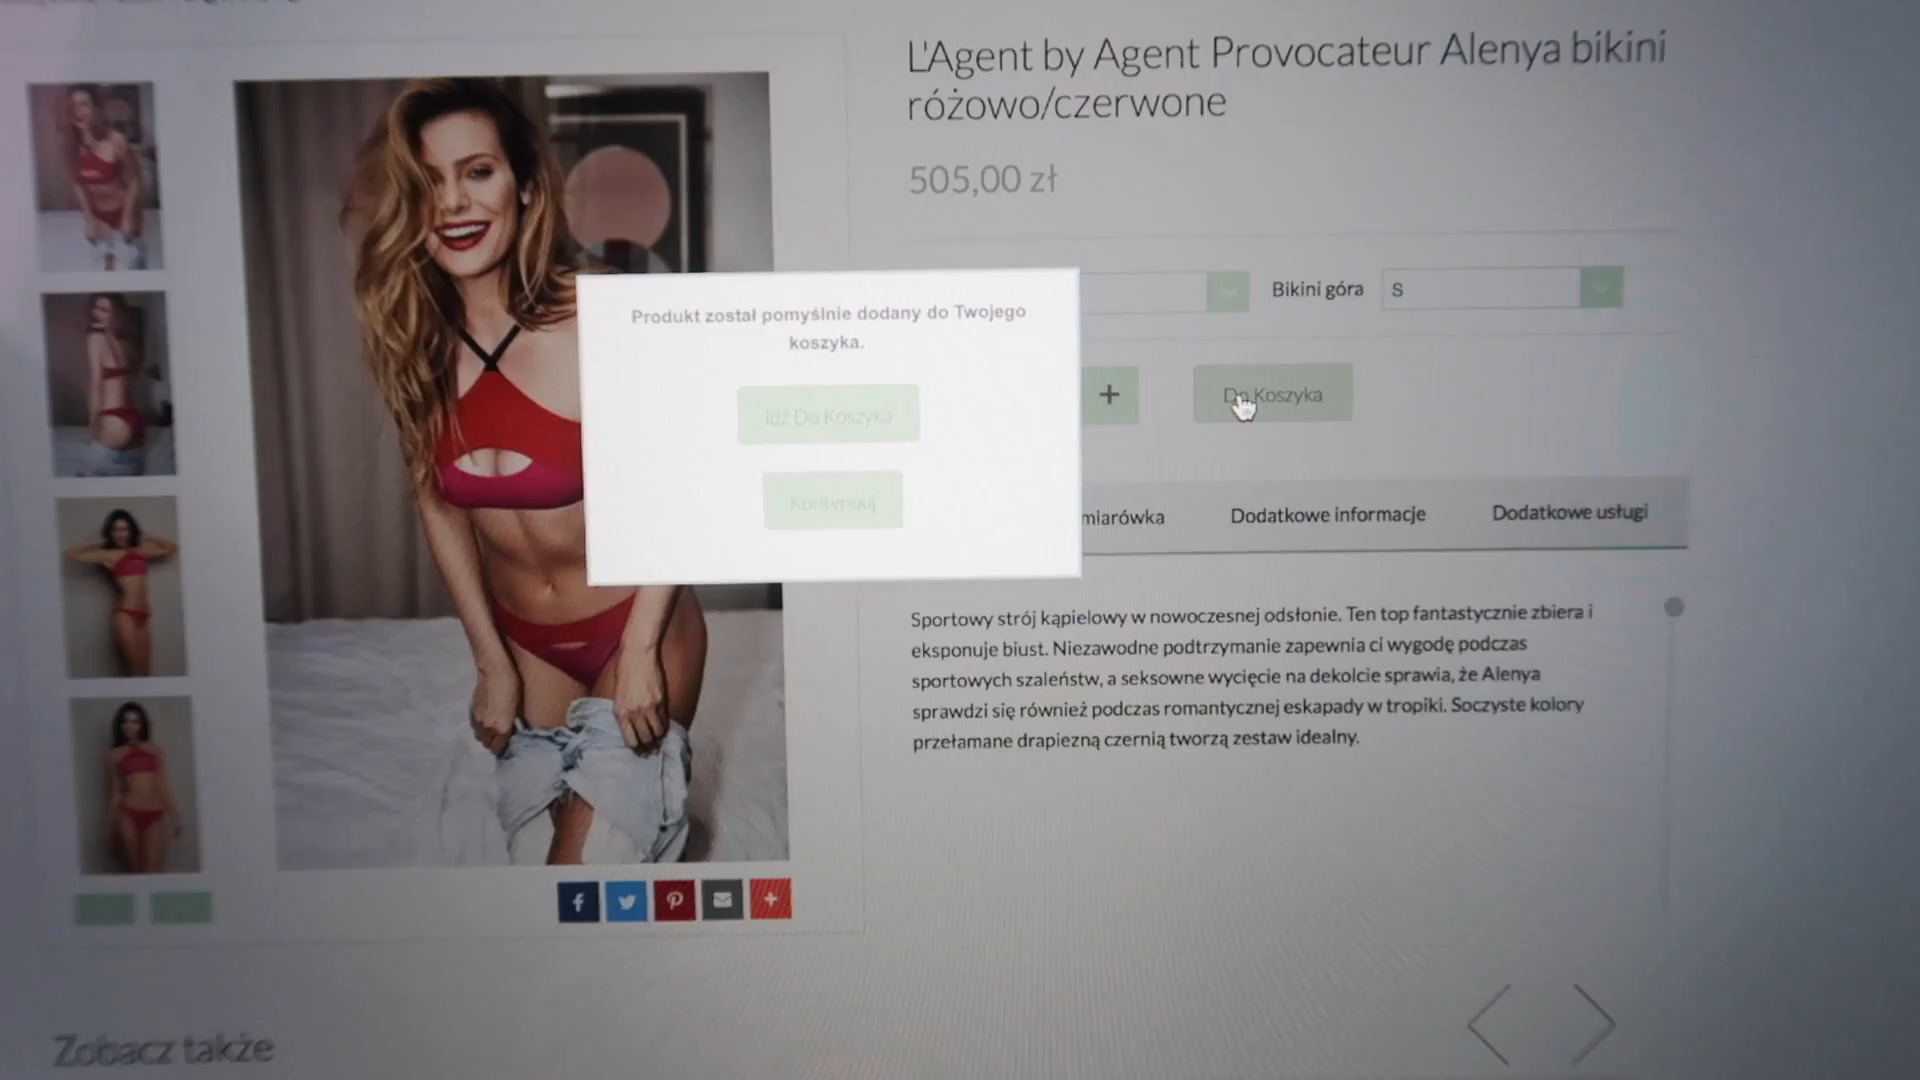 L'Agent by Agent Provocateur Alenya bikini
różowo/czerwone
505,00 zł
Bikini góra
S
Produkt został pomyślnie dodany do Twojego
koszyka.
Idź Do Koszyka
Kontynuuj
+
Do Koszyka
miarówka
Dodatkowe informacje
Dodatkowe usługi
Sportowy strój kąpielowy w nowoczesnej odsłonie. Ten top fantastycznie zbiera i
eksponuje biust. Niezawodne podtrzymanie zapewnia ci wygodę podczas
sportowych szaleństw, a seksowne wycięcie na dekolcie sprawia, że Alenya
sprawdzi się również podczas romantycznej eskapady w tropiki. Soczyste kolory
przełamane drapiezną czernią tworzą zestaw idealny.
Zobacz także